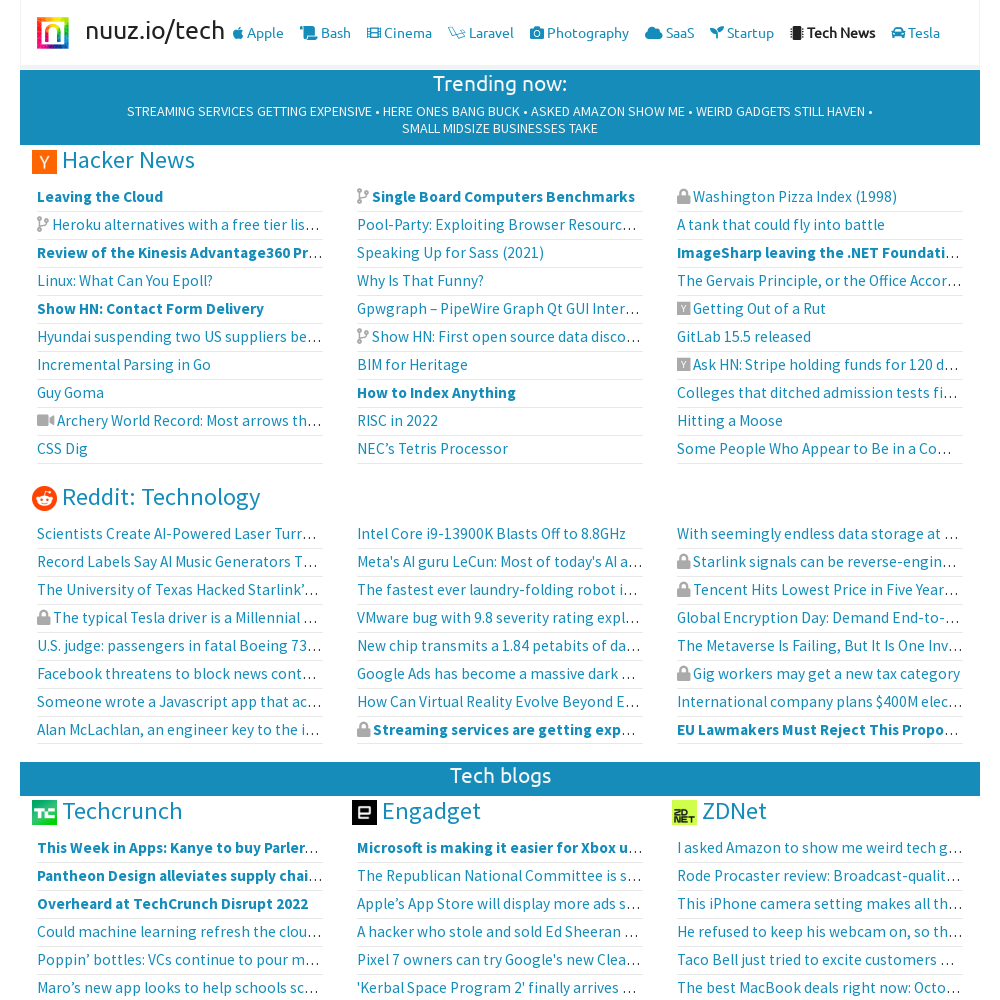 nuuz.io/tech Apple Bash Cinema Laravel Photography SaaS Startup Tech News Tesla
Trending now:
STREAMING SERVICES GETTING EXPENSIVE • HERE ONES BANG BUCK • ASKED AMAZON SHOW ME • WEIRD GADGETS STILL HAVEN •
SMALL MIDSIZE BUSINESSES TAKE
Y Hacker News
Leaving the Cloud
Heroku alternatives with a free tier lis…
Review of the Kinesis Advantage360 Pr…
Linux: What Can You Epoll?
Show HN: Contact Form Delivery
Hyundai suspending two US suppliers be…
Incremental Parsing in Go
Guy Goma
Archery World Record: Most arrows th…
CSS Dig
Single Board Computers Benchmarks
Pool-Party: Exploiting Browser Resourc…
Speaking Up for Sass (2021)
Why Is That Funny?
Gpwgraph – PipeWire Graph Qt GUI Inter…
Show HN: First open source data disco…
BIM for Heritage
How to Index Anything
RISC in 2022
NEC’s Tetris Processor
Washington Pizza Index (1998)
A tank that could fly into battle
ImageSharp leaving the .NET Foundati…
The Gervais Principle, or the Office Accor…
Y Getting Out of a Rut
GitLab 15.5 released
Y Ask HN: Stripe holding funds for 120 d…
Colleges that ditched admission tests fi…
Hitting a Moose
Some People Who Appear to Be in a Co…
Reddit: Technology
Scientists Create AI-Powered Laser Turr…
Record Labels Say AI Music Generators T…
The University of Texas Hacked Starlink’…
The typical Tesla driver is a Millennial …
U.S. judge: passengers in fatal Boeing 73…
Facebook threatens to block news cont…
Someone wrote a Javascript app that ac…
Alan McLachlan, an engineer key to the i…
Intel Core i9-13900K Blasts Off to 8.8GHz
Meta's AI guru LeCun: Most of today's AI a…
The fastest ever laundry-folding robot i…
VMware bug with 9.8 severity rating expl…
New chip transmits a 1.84 petabits of da…
Google Ads has become a massive dark …
How Can Virtual Reality Evolve Beyond E…
Streaming services are getting exp…
With seemingly endless data storage at …
Starlink signals can be reverse-engin…
Tencent Hits Lowest Price in Five Year…
Global Encryption Day: Demand End-to-…
The Metaverse Is Failing, But It Is One Inv…
Gig workers may get a new tax category
International company plans $400M elec…
EU Lawmakers Must Reject This Propo…
Tech blogs
TC Techcrunch
This Week in Apps: Kanye to buy Parler…
Pantheon Design alleviates supply chai…
Overheard at TechCrunch Disrupt 2022
Could machine learning refresh the clou…
Poppin’ bottles: VCs continue to pour m…
Maro’s new app looks to help schools sc…
e Engadget
Microsoft is making it easier for Xbox u…
The Republican National Committee is s…
Apple’s App Store will display more ads s…
A hacker who stole and sold Ed Sheeran …
Pixel 7 owners can try Google's new Clea…
'Kerbal Space Program 2' finally arrives …
ZD NET ZDNet
I asked Amazon to show me weird tech g…
Rode Procaster review: Broadcast-qualit…
This iPhone camera setting makes all th…
He refused to keep his webcam on, so th…
Taco Bell just tried to excite customers …
The best MacBook deals right now: Octo…